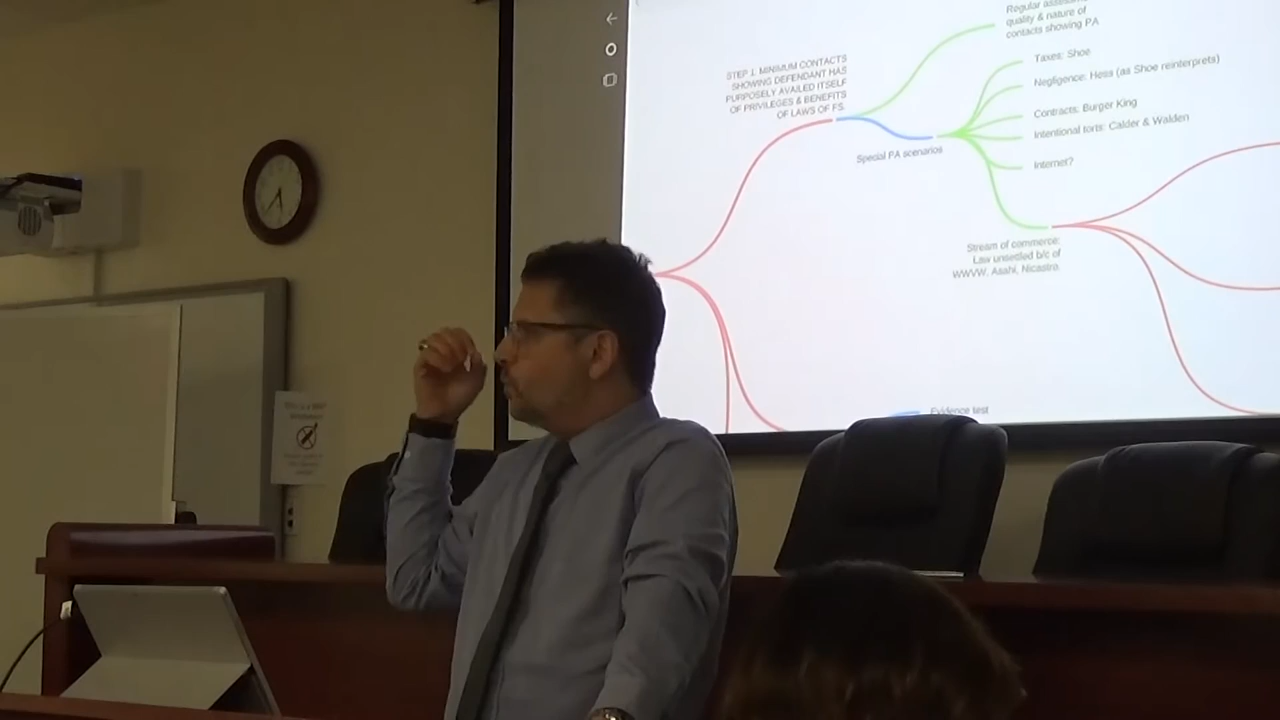 Regular
quality & nature of
contacts showing PA
STEP 1. MINIMUM CONTACTS
SHOWING DEFENDANT HAS
PURPOSELY AVAILED ITSELF
OF PRIVILEGES & BENEFITS
OF LAWS OF FS.
Taxes: Shoe
Negligence: Hess (as Shoe reinterprets)
Contracts: Burger King
Intentional torts: Calder & Walden
Special PA scenarios
Internet?
Stream of commerce:
Law unsettled b/c of
WWVW, Asahi, Nicastro.
Evidence test